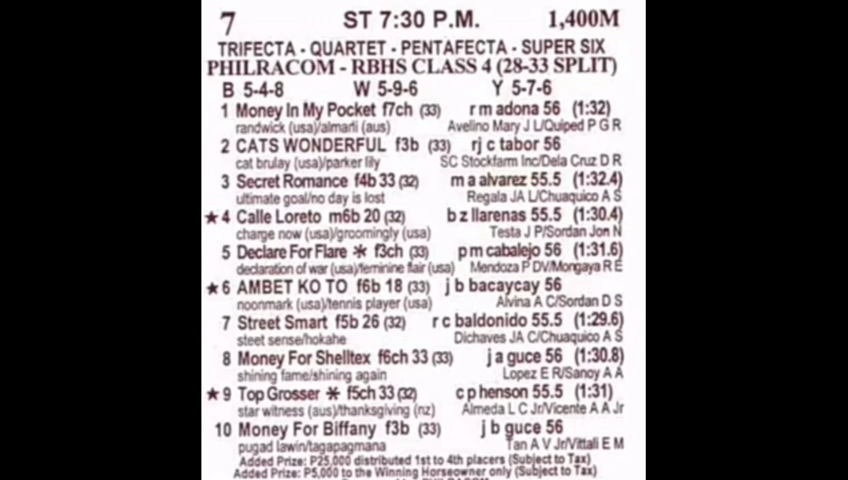 7 ST 7:30 P.M. 1,400M
TRIFECTA - QUARTET - PENTAFECTA - SUPER SIX
PHILRACOM - RBHS CLASS 4 (28-33 SPLIT)
B 5-4-8 W 5-9-6 Y 5-7-6
1 Money In My Pocket f7ch (33) r m adona 56 (1:32)
randwick (usa)/almarli (aus) Avelino Mary J L/Quiped P G R
2 CATS WONDERFUL f3b (33) rj c tabor 56
cat brulay (usa)/parker lily SC Stockfarm Inc/Dela Cruz D R
3 Secret Romance f4b 33 (32) m a alvarez 55.5 (1:32.4)
ultimate goal/no day is lost Regala JA L/Chuaquico A S
★ 4 Calle Loreto m6b 20 (32) b z llarenas 55.5 (1:30.4)
charge now (usa)/groomingly (usa) Testa J P/Sordan Jon N
5 Declare For Flare * f3ch (33) p m cabalejo 56 (1:31.6)
declaration of war (usa)/feminine flair (usa) Mendoza P DV/Mongaya R E
★ 6 AMBET KO TO f6b 18 (33) j b bacaycay 56
noonmark (usa)/tennis player (usa) Alvina A C/Sordan D S
7 Street Smart f5b 26 (32) r c baldonido 55.5 (1:29.6)
steet sense/hokahe Dichaves JA C/Chuaquico A S
8 Money For Shelltex f6ch 33 (33) j a guce 56 (1:30.8)
shining fame/shining again Lopez E R/Sanoy A A
★ 9 Top Grosser * f5ch 33 (32) c p henson 55.5 (1:31)
star witness (aus)/thanksgiving (nz) Almeda L C Jr/Vicente A A Jr
10 Money For Biffany f3b (33) j b guce 56
pugad lawin/tagapagmana Tan A V Jr/Vittali E M
Added Prize: P25,000 distributed 1st to 4th placers (Subject to Tax)
Added Prize: P5,000 to the Winning Horseowner only (Subject to Tax)